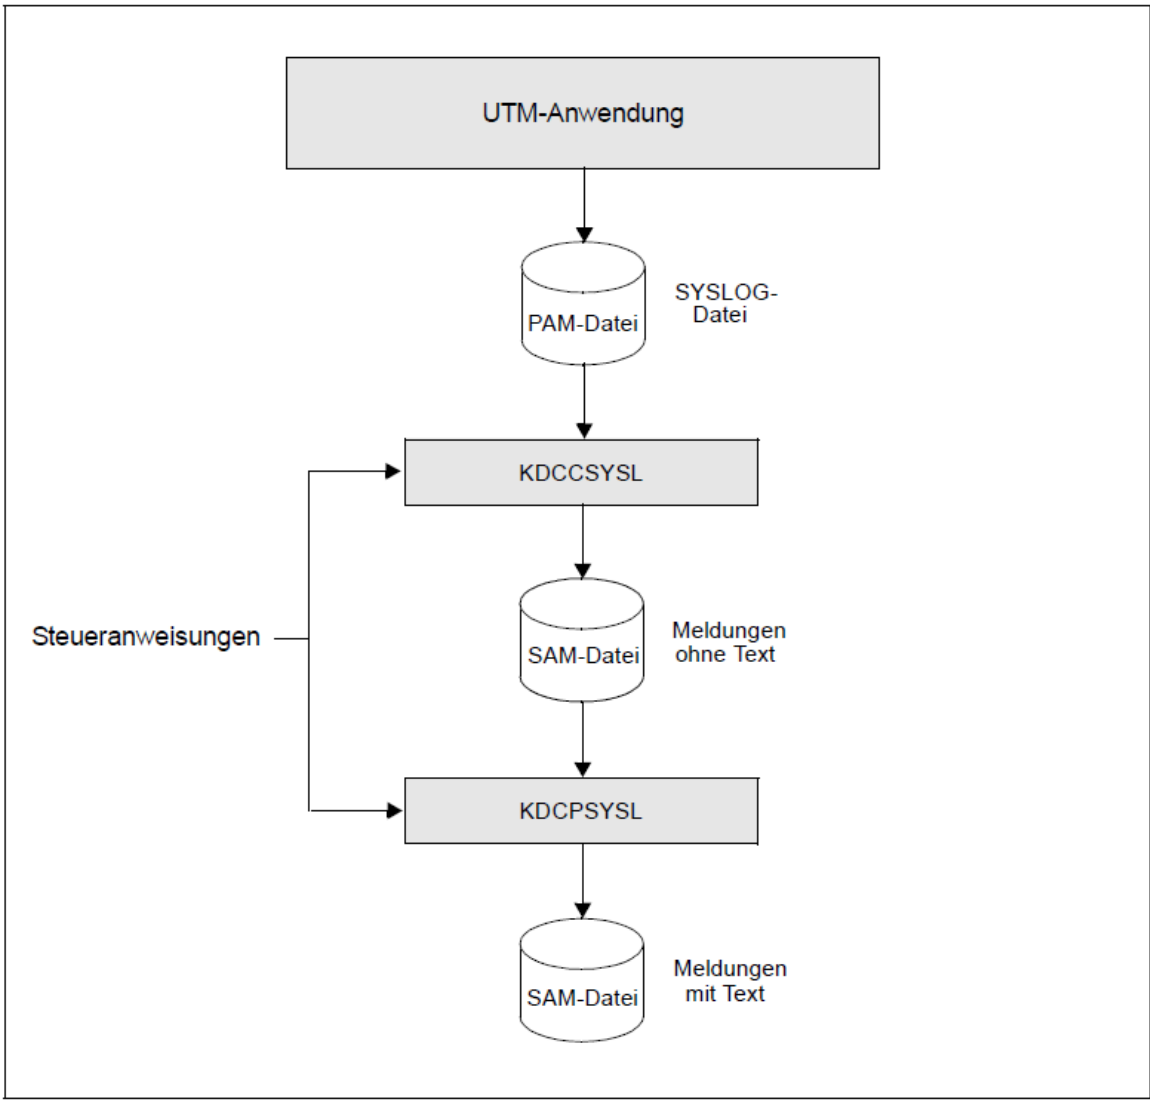 UTM-Anwendung
PAM-Datei
SYSLOG-
Datei
KDCCSYSL
Steueranweisungen
SAM-Datei
Meldungen
ohne Text
KDCPSYSL
SAM-Datei
Meldungen
mit Text